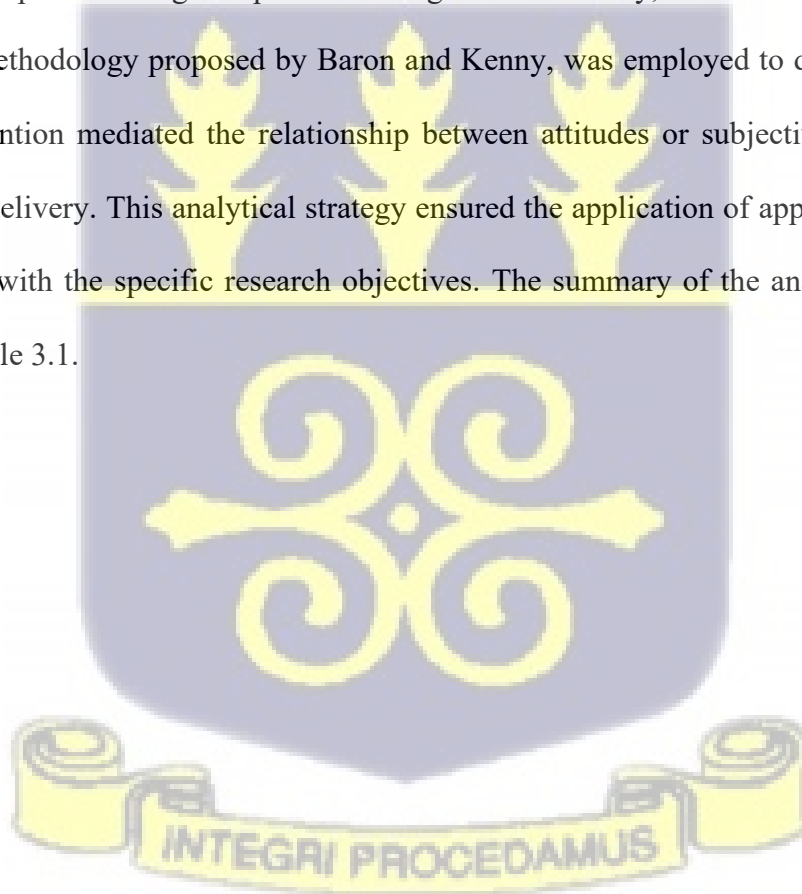 ethodology proposed by Baron and Kenny, was employed to d
ntion mediated the relationship between attitudes or subjectiv
elivery. This analytical strategy ensured the application of app
with the specific research objectives. The summary of the an
le 3.1.
INTEGRI PROCEDAMUS